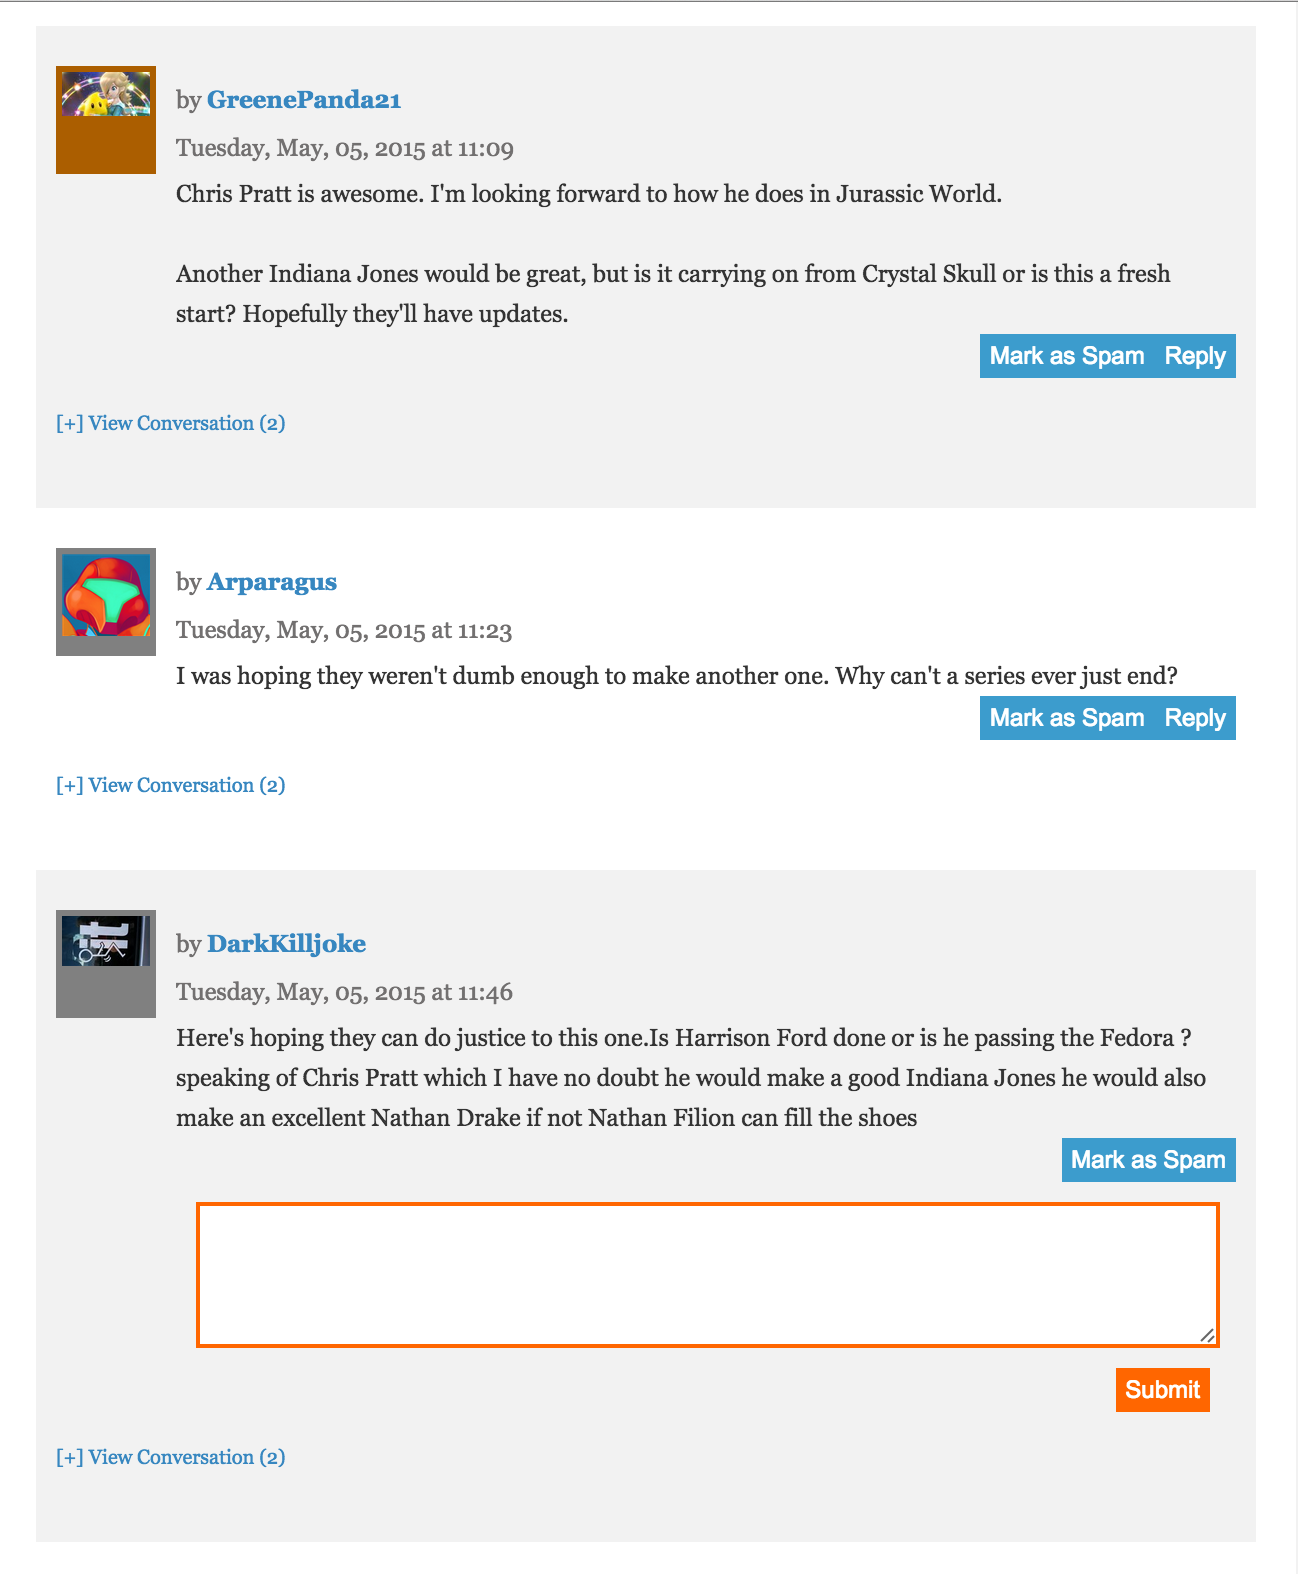 by GreenePanda21
Tuesday, May, 05, 2015 at 11:09
Chris Pratt is awesome. I'm looking forward to how he does in Jurassic World.
Another Indiana Jones would be great, but is it carrying on from Crystal Skull or is this a fresh
start? Hopefully they'll have updates.
Mark as Spam Reply
[+] View Conversation (2)
by Arparagus
Tuesday, May, 05, 2015 at 11:23
I was hoping they weren't dumb enough to make another one. Why can't a series ever just end?
Mark as Spam Reply
[+] View Conversation (2)
by DarkKilljoke
Tuesday, May, 05, 2015 at 11:46
Here's hoping they can do justice to this one.Is Harrison Ford done or is he passing the Fedora ?
speaking of Chris Pratt which I have no doubt he would make a good Indiana Jones he would also
make an excellent Nathan Drake if not Nathan Filion can fill the shoes
Mark as Spam
Submit
[+] View Conversation (2)